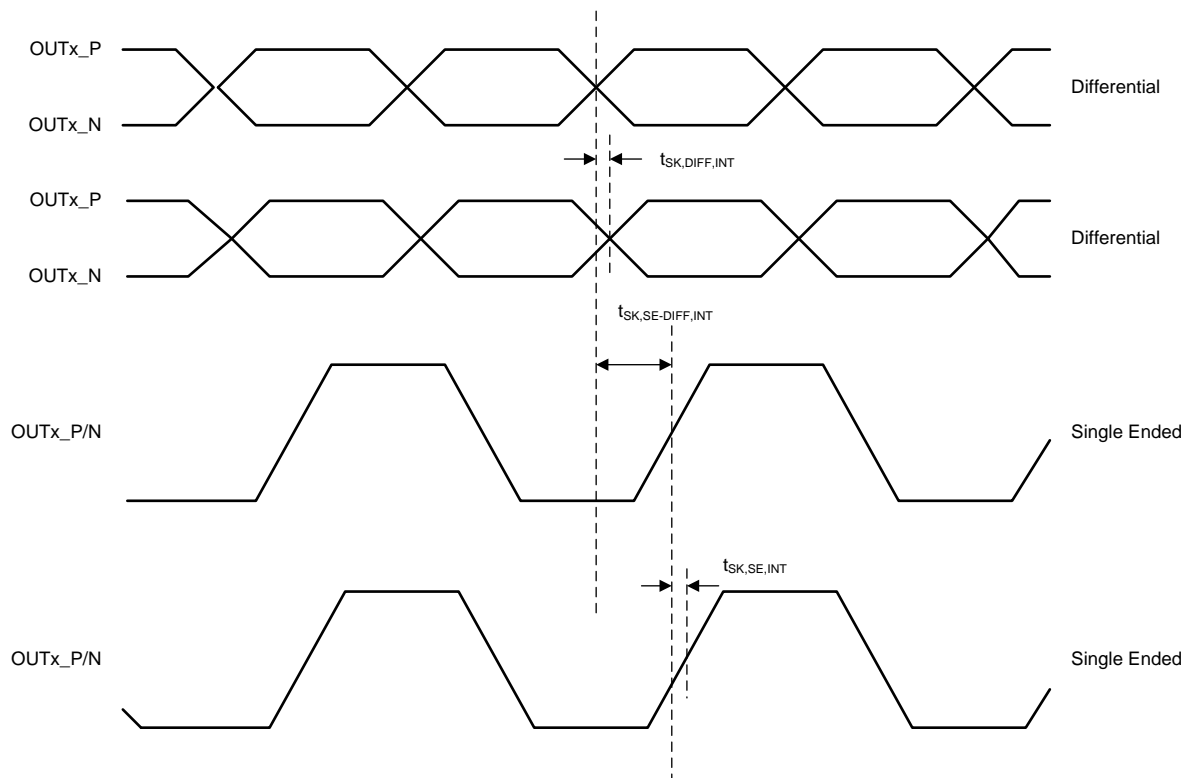 OUTx_P
Differential
OUTx_N
tSK,DIFF,INT
OUTx_P
Differential
OUTx_N
tSK,SE-DIFF,INT
OUTx_P/N
Single Ended
tSK,SE,INT
OUTx_P/N
Single Ended